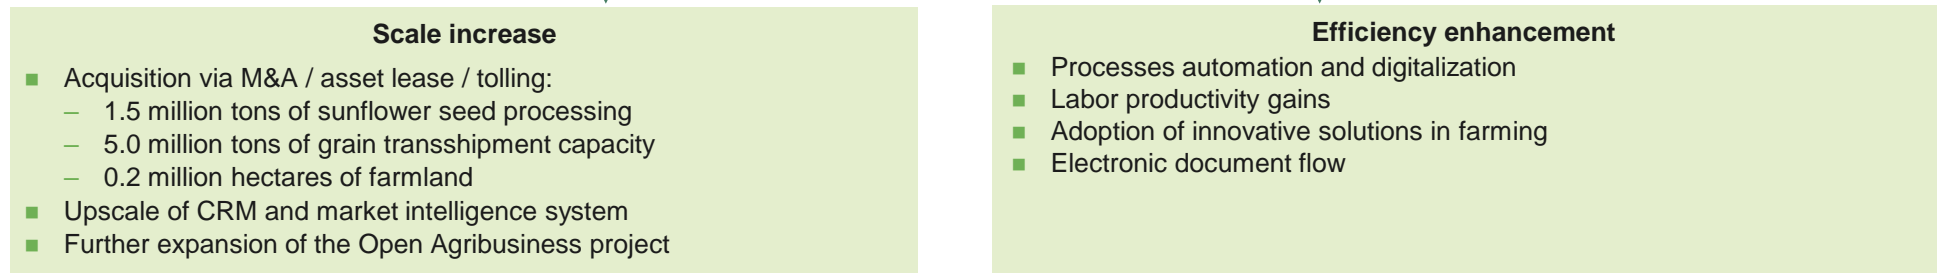 Scale increase
■ Acquisition via M&A / asset lease / tolling:
– 1.5 million tons of sunflower seed processing
– 5.0 million tons of grain transshipment capacity
– 0.2 million hectares of farmland
■ Upscale of CRM and market intelligence system
■ Further expansion of the Open Agribusiness project
Efficiency enhancement
■ Processes automation and digitalization
■ Labor productivity gains
■ Adoption of innovative solutions in farming
■ Electronic document flow